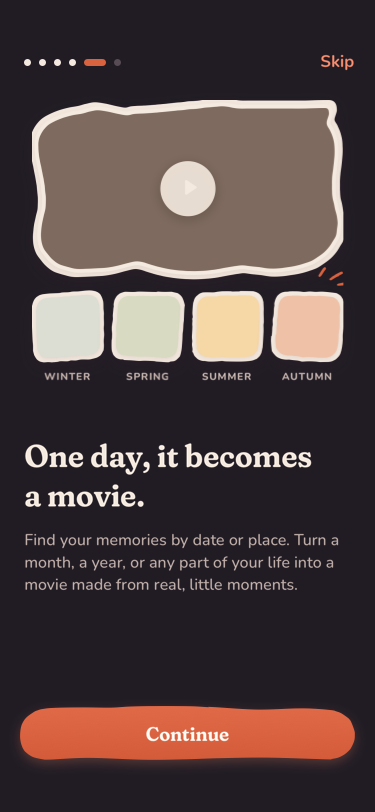 Skip
WINTER SPRING SUMMER AUTUMN
One day, it becomes
a movie.
Find your memories by date or place. Turn a
month, a year, or any part of your life into a
movie made from real, little moments.
Continue